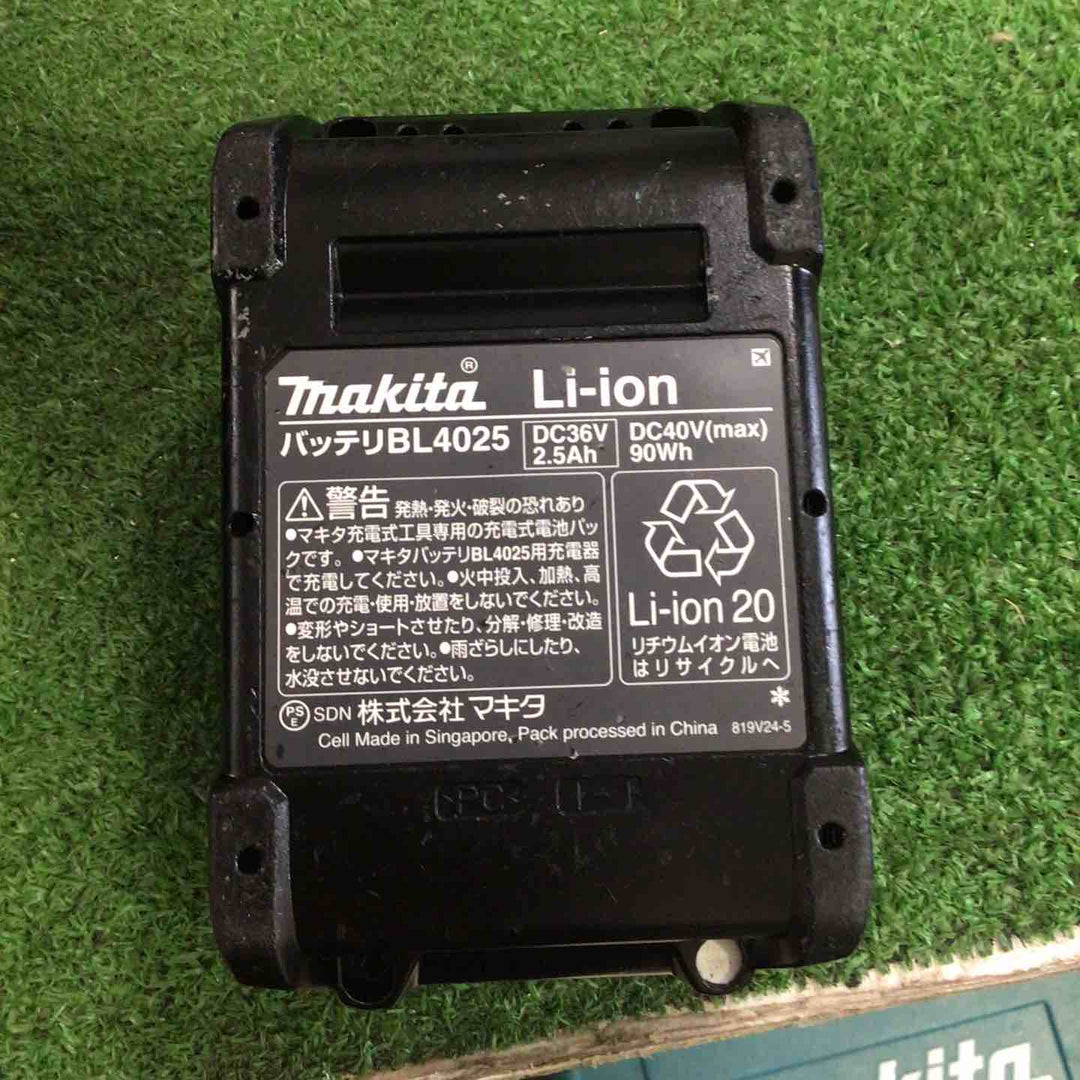 makita® Li-ion
バッテリBL4025 DC36V 2.5Ah DC40V(max) 90Wh
警告 発熱・発火・破裂の恐れあり
●マキタ充電式工具専用の充電式電池パッ
クです。●マキタバッテリBL4025用充電器
で充電してください。●火中投入、加熱、高
温での充電・使用・放置をしないでください。
●変形やショートさせたり、分解・修理・改造
をしないでください。●雨ざらしにしたり、
水没させないでください。
Li-ion 20
リチウムイオン電池
はリサイクルへ
PSE SDN 株式会社 マキタ
Cell Made in Singapore, Pack processed in China 819V24-5